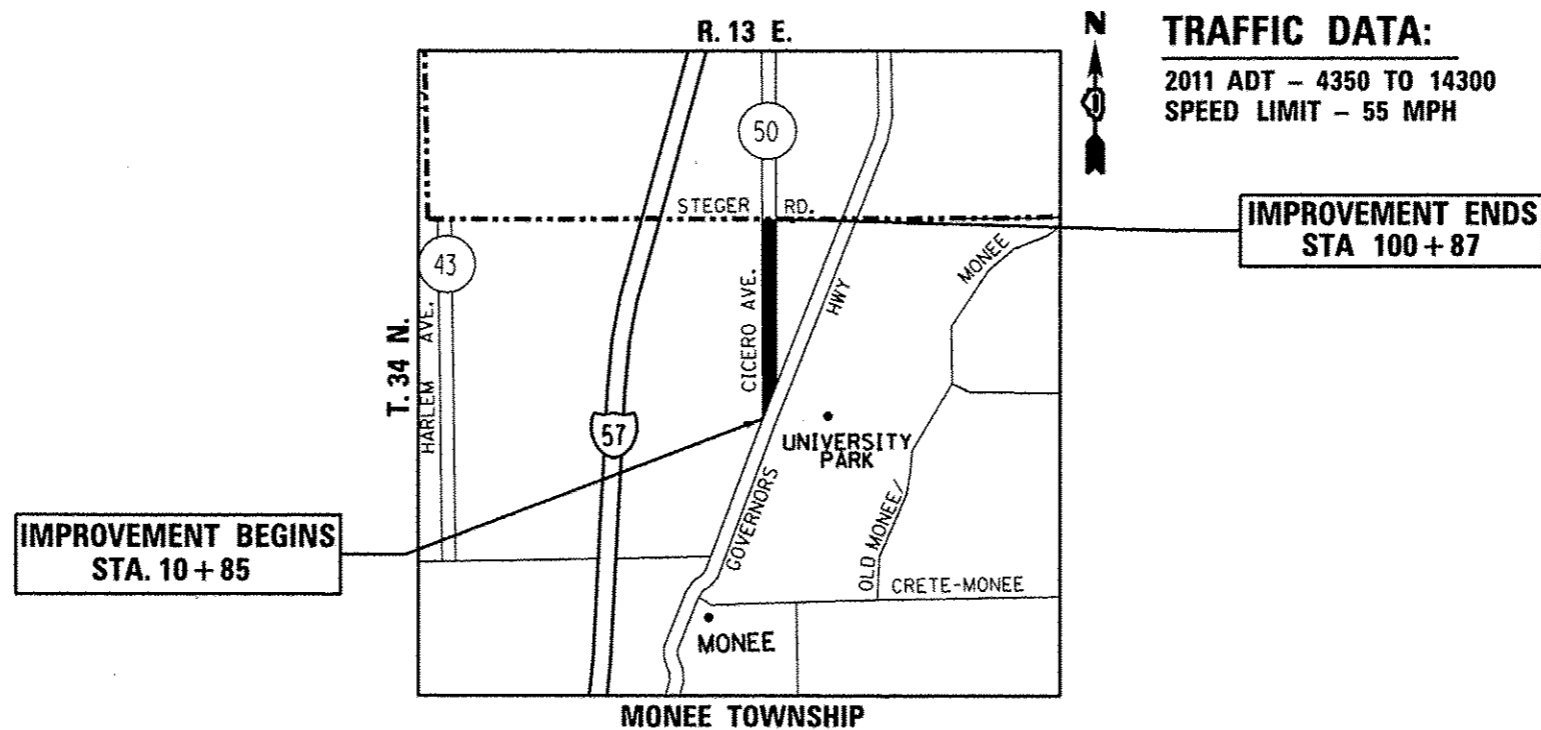 R. 13 E.
N
TRAFFIC DATA:
2011 ADT – 4350 TO 14300
SPEED LIMIT – 55 MPH
50
STEGER RD.
IMPROVEMENT ENDS
STA 100+87
43
MONEE
HWY
CICERO AVE.
T. 34 N.
HARLEM AVE.
57
UNIVERSITY
PARK
GOVERNORS
IMPROVEMENT BEGINS
STA. 10+85
OLD MONEE/
CRETE-MONEE
MONEE
MONEE TOWNSHIP